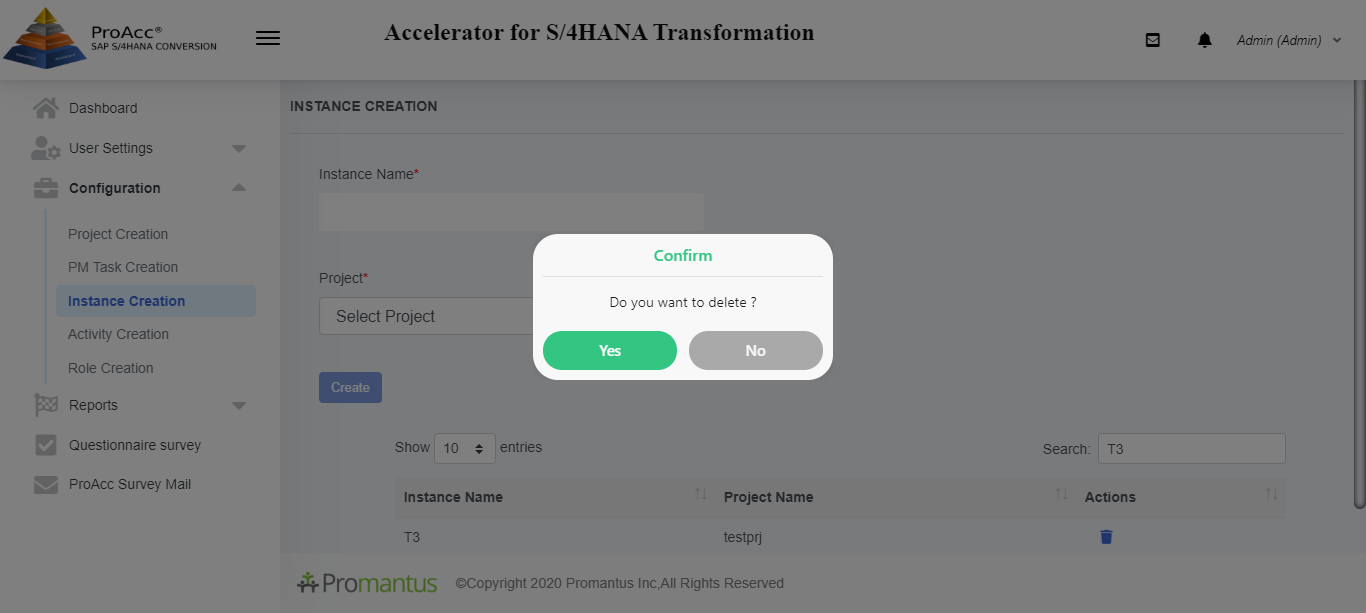 ProAcc®
SAP S/4HANA CONVERSION
Accelerator for S/4HANA Transformation
Admin (Admin)
Dashboard
User Settings
Configuration
Project Creation
PM Task Creation
Instance Creation
Activity Creation
Role Creation
Reports
Questionnaire survey
ProAcc Survey Mail
INSTANCE CREATION
Instance Name*
Project*
Select Project
Create
Confirm
Do you want to delete ?
Yes No
Show 10 entries
Search: T3
Instance Name Project Name Actions
T3 testprj
Promantus ©Copyright 2020 Promantus Inc,All Rights Reserved